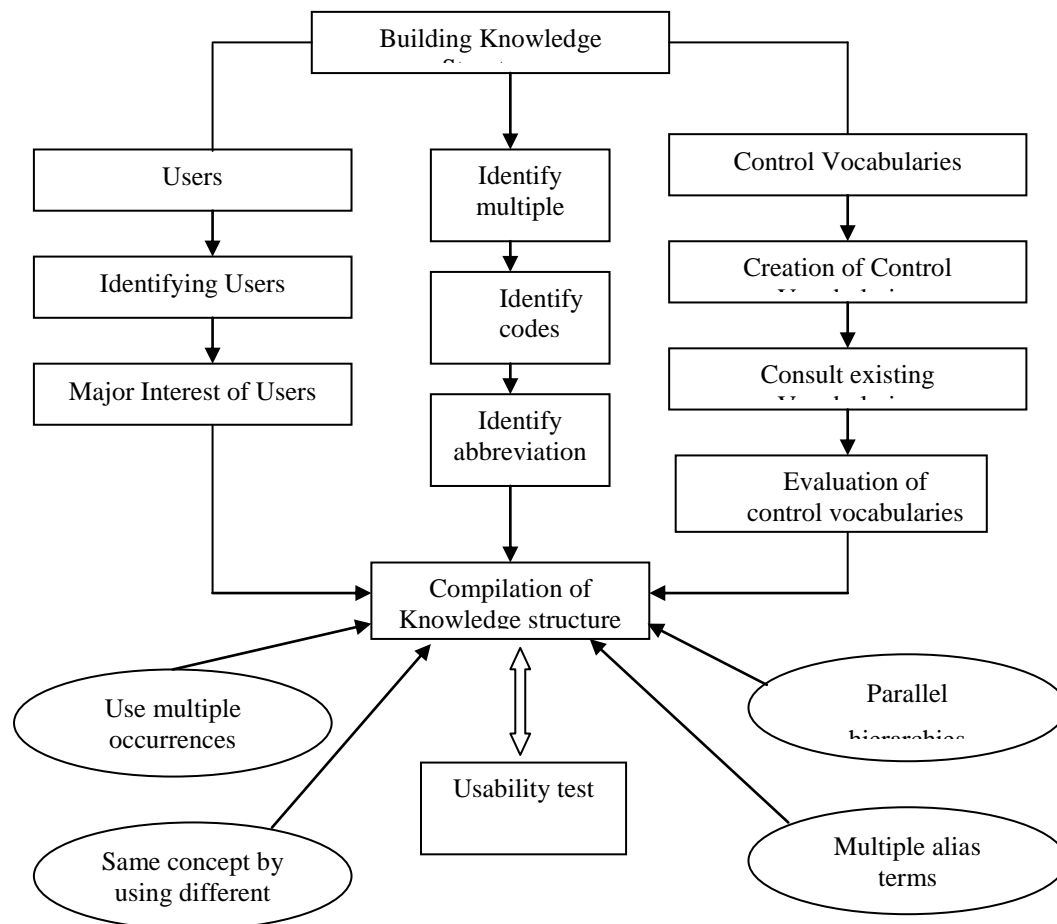 Building Knowledge
Users
Identifying Users
Major Interest of Users
Identify
multiple
Identify
codes
Identify
abbreviation
Control Vocabularies
Creation of Control
Consult existing
Evaluation of
control vocabularies
Compilation of
Knowledge structure
Use multiple
occurrences
Same concept by
using different
Usability test
Parallel
hierarchies
Multiple alias
terms